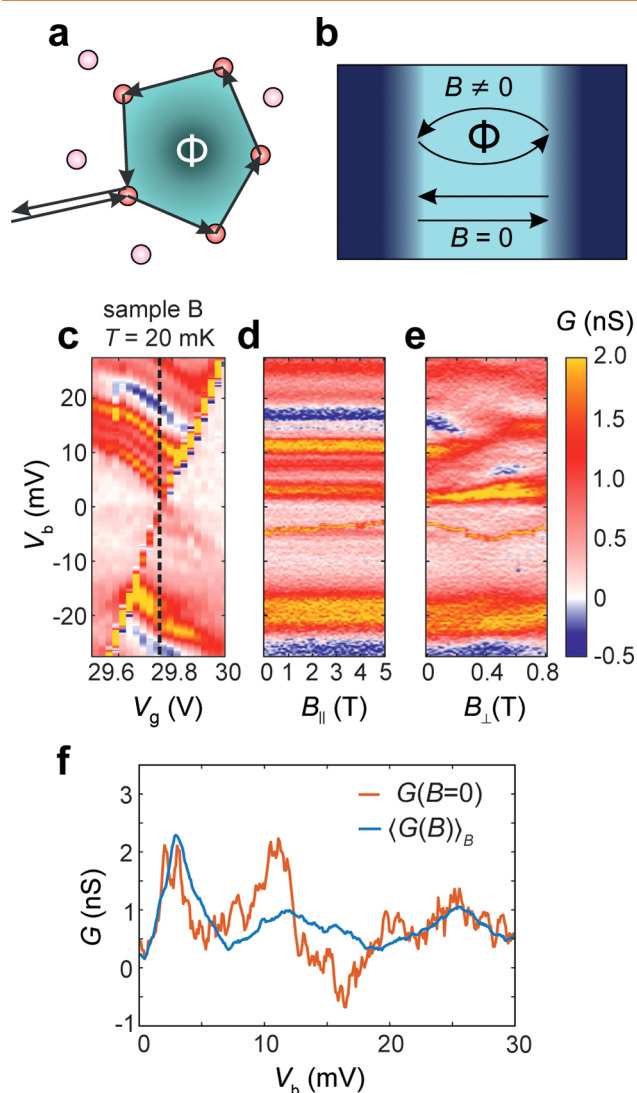 a
b
Φ
B ≠ 0
Φ
B = 0
sample B
T = 20 mK
c
d
e
G (nS)
V_b (mV)
20
10
0
-10
-20
29.6 29.8 30
V_g (V)
0 1 2 3 4 5
B_|| (T)
0 0.4 0.8
B_⊥(T)
2.0
1.5
1.0
0.5
0
-0.5
f
G(B=0)
⟨G(B)⟩_B
G (nS)
3
2
1
0
-1
0 10 20 30
V_b (mV)